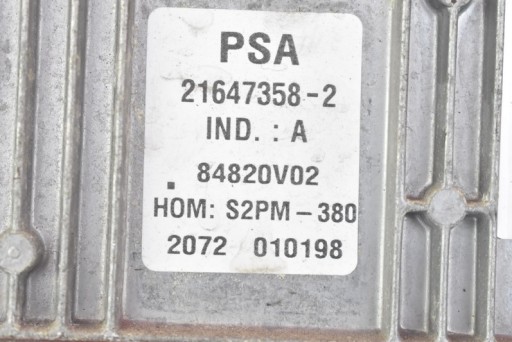 PSA
21647358-2
IND. : A
84820V02
HOM: S2PM-380
2072 010198